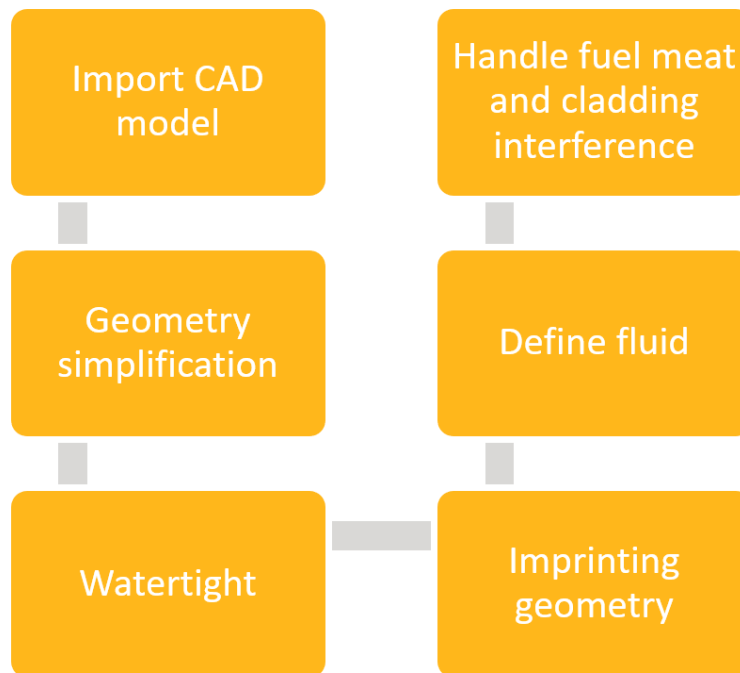 Import CAD
model
Geometry
simplification
Watertight
Imprinting
geometry
Define fluid
Handle fuel meat
and cladding
interference